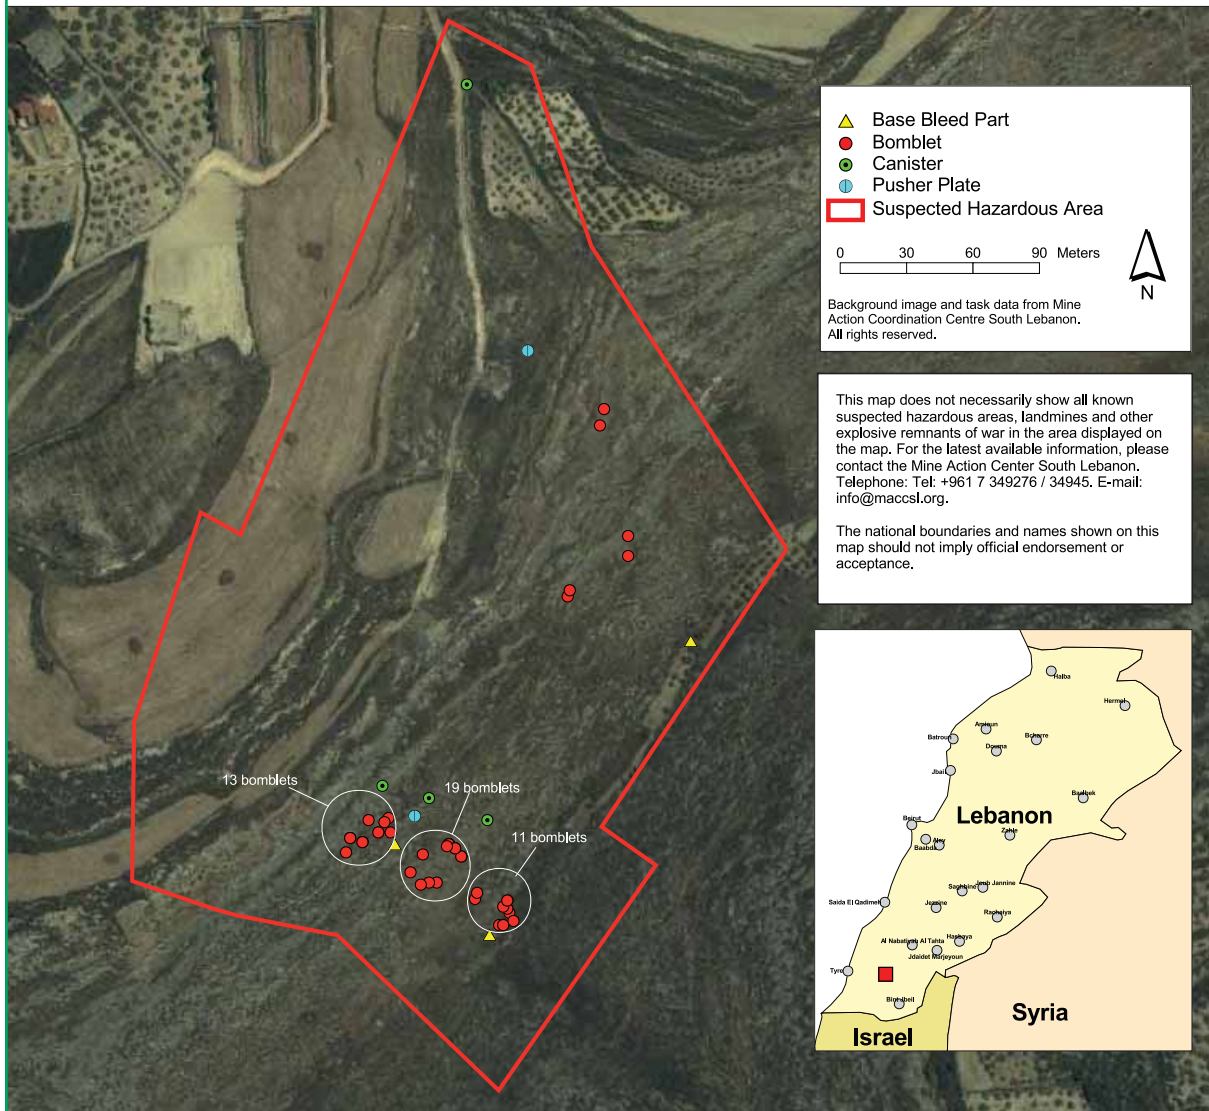 Base Bleed Part
Bomblet
Canister
Pusher Plate
Suspected Hazardous Area
0 30 60 90 Meters
N
Background image and task data from Mine
Action Coordination Centre South Lebanon.
All rights reserved.
This map does not necessarily show all known
suspected hazardous areas, landmines and other
explosive remnants of war in the area displayed on
the map. For the latest available information, please
contact the Mine Action Center South Lebanon.
Telephone: Tel: +961 7 349276 / 34945. E-mail:
info@maccsl.org.
The national boundaries and names shown on this
map should not imply official endorsement or
acceptance.
13 bomblets
19 bomblets
11 bomblets
Halba
Hermel
Amioun
Batroun
Bcharre
Douma
Jbail
Baalbek
Lebanon
Beirut
Zahle
Aley
Baabda
Saghbine
Jeub Jannine
Saida El Qadimeh
Jezzine
Rachaiya
Al Nabatiyah Al Tahta
Hasbaya
Jdaidet Marjeyoun
Tyre
Bint Jbeil
Syria
Israel